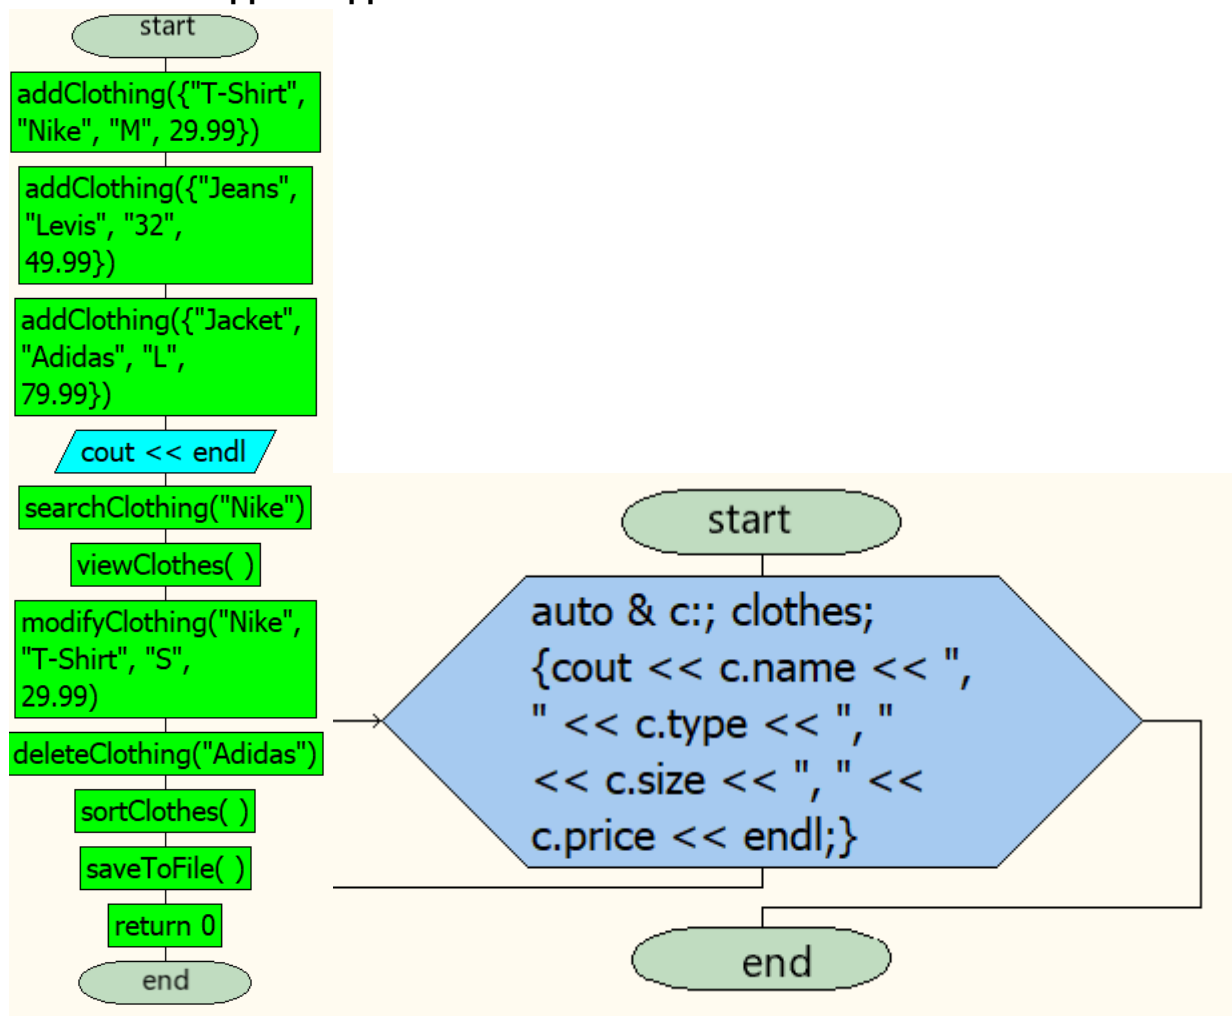 start
addClothing({"T-Shirt",
"Nike", "M", 29.99})
addClothing({"Jeans",
"Levis", "32",
49.99})
addClothing({"Jacket",
"Adidas", "L",
79.99})
cout << endl
searchClothing("Nike")
viewClothes( )
modifyClothing("Nike",
"T-Shirt", "S",
29.99)
deleteClothing("Adidas")
sortClothes( )
saveToFile( )
return 0
end
start
auto & c:; clothes;
{cout << c.name << ",
" << c.type << ", "
<< c.size << ", " <<
c.price << endl;}
end